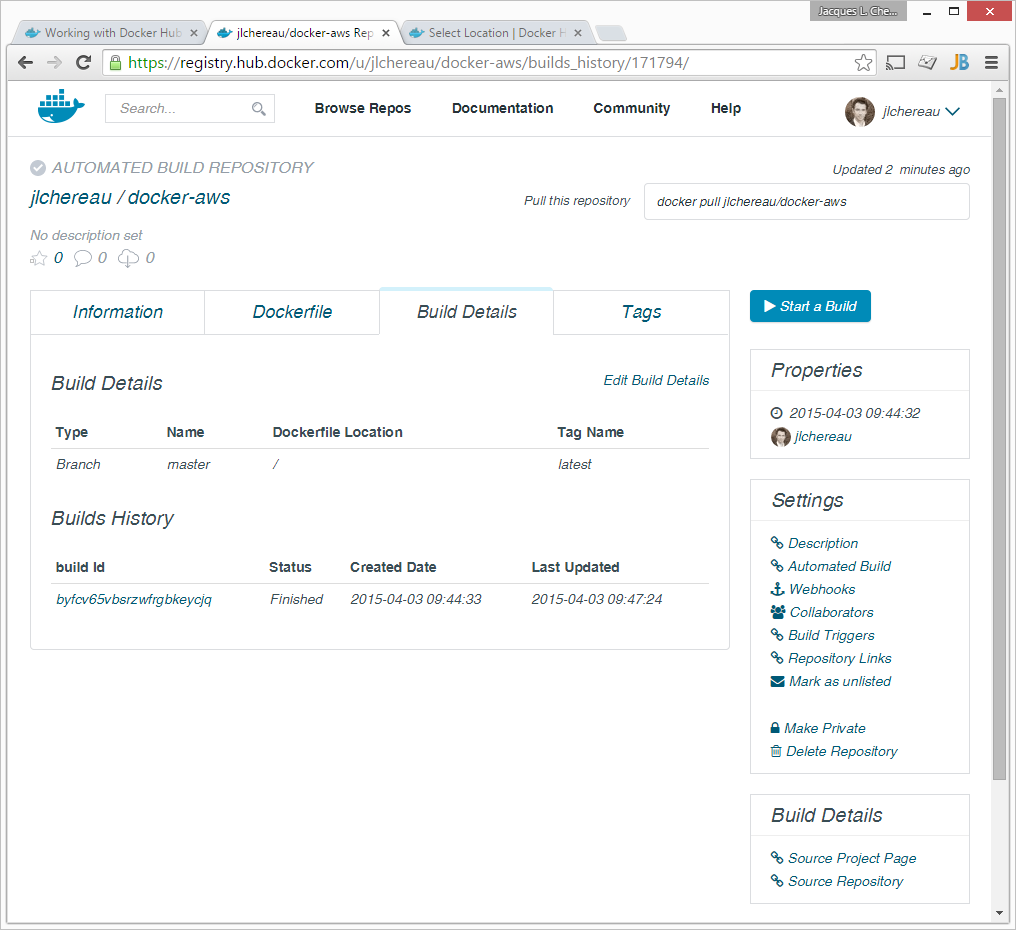 Jacques L. Che...
Working with Docker Hub
jlchereau/docker-aws Rep
Select Location | Docker H
https://registry.hub.docker.com/u/jlchereau/docker-aws/builds_history/171794/
JB
Search... Browse Repos Documentation Community Help jlchereau
AUTOMATED BUILD REPOSITORY
Updated 2 minutes ago
jlchereau / docker-aws
Pull this repository docker pull jlchereau/docker-aws
No description set
0 0 0
Information Dockerfile Build Details Tags
Start a Build
Build Details Edit Build Details
Type Name Dockerfile Location Tag Name
Branch master / latest
Builds History
build Id Status Created Date Last Updated
byfcv65vbsrzwfrgbkeycjq Finished 2015-04-03 09:44:33 2015-04-03 09:47:24
Properties
2015-04-03 09:44:32
jlchereau
Settings
Description
Automated Build
Webhooks
Collaborators
Build Triggers
Repository Links
Mark as unlisted
Make Private
Delete Repository
Build Details
Source Project Page
Source Repository